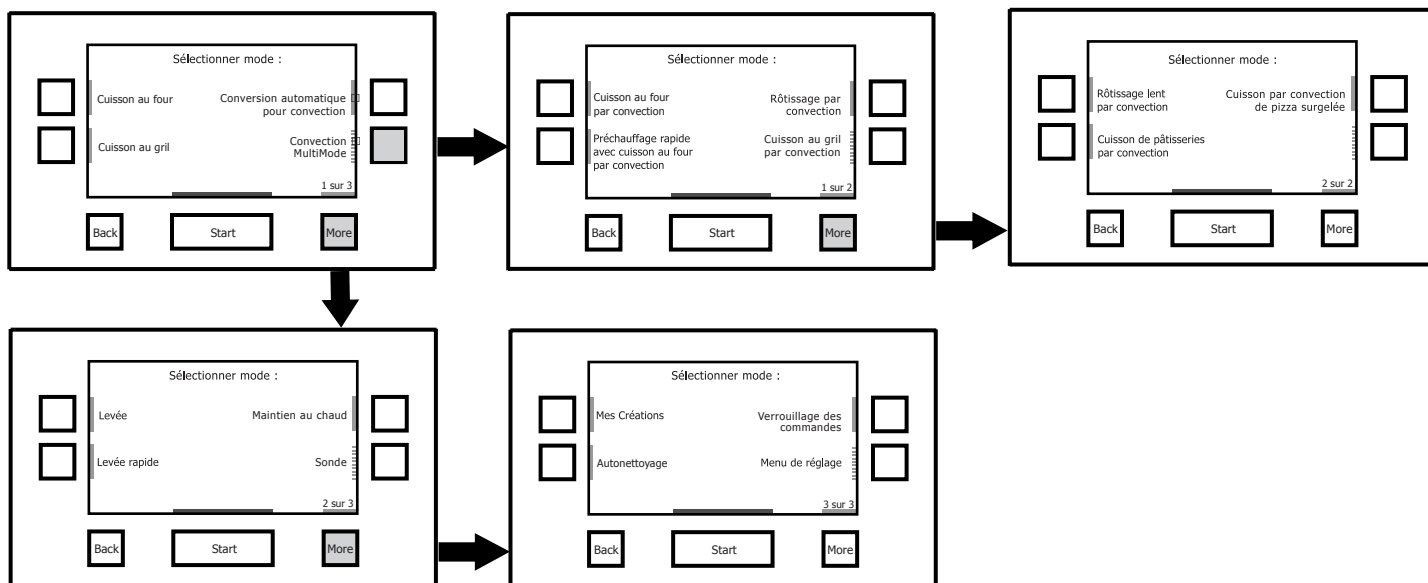 Sélectionner mode :
Cuisson au four
Conversion automatique
pour convection
Cuisson au gril
Convection
MultiMode
1 sur 3
Back
Start
More
Sélectionner mode :
Cuisson au four
par convection
Rôtissage par
convection
Préchauffage rapide
avec cuisson au four
par convection
Cuisson au gril
par convection
1 sur 2
Back
Start
More
Sélectionner mode :
Rôtissage lent
par convection
Cuisson par convection
de pizza surgelée
Cuisson de pâtisseries
par convection
2 sur 2
Back
Start
More
Sélectionner mode :
Levée
Maintien au chaud
Levée rapide
Sonde
2 sur 3
Back
Start
More
Sélectionner mode :
Mes Créations
Verrouillage des
commandes
Autonettoyage
Menu de réglage
3 sur 3
Back
Start
More